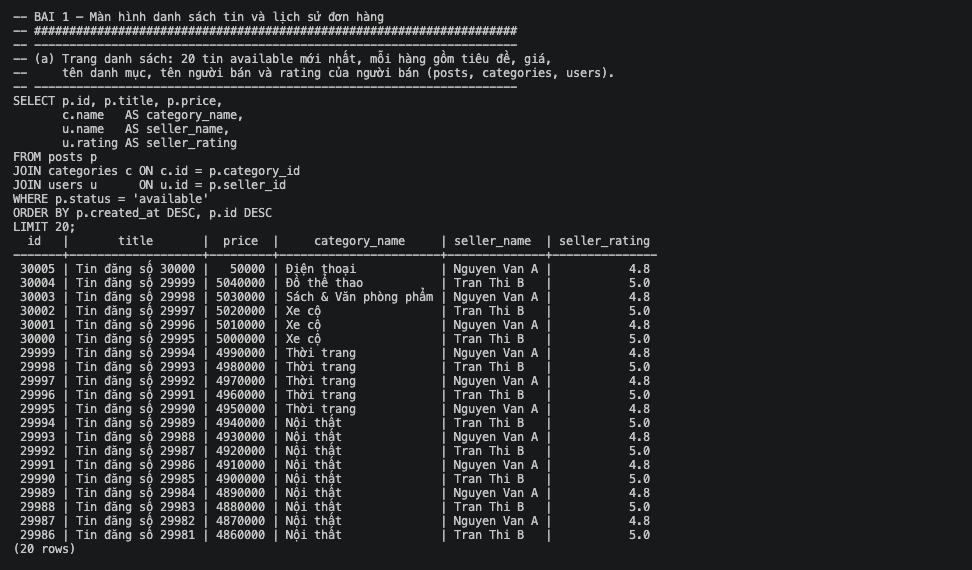 -- BAI 1 — Màn hình danh sách tin và lịch sử đơn hàng
-- #####################################################################
-- ---------------------------------------------------------------------
-- (a) Trang danh sách: 20 tin available mới nhất, mỗi hàng gồm tiêu đề, giá,
--     tên danh mục, tên người bán và rating của người bán (posts, categories, users).
-- ---------------------------------------------------------------------
SELECT p.id, p.title, p.price,
       c.name   AS category_name,
       u.name   AS seller_name,
       u.rating AS seller_rating
FROM posts p
JOIN categories c ON c.id = p.category_id
JOIN users u      ON u.id = p.seller_id
WHERE p.status = 'available'
ORDER BY p.created_at DESC, p.id DESC
LIMIT 20;
  id   |       title        |  price  |     category_name     | seller_name  | seller_rating
-------+--------------------+---------+-----------------------+--------------+---------------
 30005 | Tin đăng số 30000 |   50000 | Điện thoại            | Nguyen Van A |           4.8
 30004 | Tin đăng số 29999 | 5040000 | Đồ thể thao           | Tran Thi B   |           5.0
 30003 | Tin đăng số 29998 | 5030000 | Sách & Văn phòng phẩm | Nguyen Van A |           4.8
 30002 | Tin đăng số 29997 | 5020000 | Xe cộ                 | Tran Thi B   |           5.0
 30001 | Tin đăng số 29996 | 5010000 | Xe cộ                 | Nguyen Van A |           4.8
 30000 | Tin đăng số 29995 | 5000000 | Xe cộ                 | Tran Thi B   |           5.0
 29999 | Tin đăng số 29994 | 4990000 | Thời trang            | Nguyen Van A |           4.8
 29998 | Tin đăng số 29993 | 4980000 | Thời trang            | Tran Thi B   |           5.0
 29997 | Tin đăng số 29992 | 4970000 | Thời trang            | Nguyen Van A |           4.8
 29996 | Tin đăng số 29991 | 4960000 | Thời trang            | Tran Thi B   |           5.0
 29995 | Tin đăng số 29990 | 4950000 | Thời trang            | Nguyen Van A |           4.8
 29994 | Tin đăng số 29989 | 4940000 | Nội thất              | Tran Thi B   |           5.0
 29993 | Tin đăng số 29988 | 4930000 | Nội thất              | Nguyen Van A |           4.8
 29992 | Tin đăng số 29987 | 4920000 | Nội thất              | Tran Thi B   |           5.0
 29991 | Tin đăng số 29986 | 4910000 | Nội thất              | Nguyen Van A |           4.8
 29990 | Tin đăng số 29985 | 4900000 | Nội thất              | Tran Thi B   |           5.0
 29989 | Tin đăng số 29984 | 4890000 | Nội thất              | Nguyen Van A |           4.8
 29988 | Tin đăng số 29983 | 4880000 | Nội thất              | Tran Thi B   |           5.0
 29987 | Tin đăng số 29982 | 4870000 | Nội thất              | Nguyen Van A |           4.8
 29986 | Tin đăng số 29981 | 4860000 | Nội thất              | Tran Thi B   |           5.0
(20 rows)